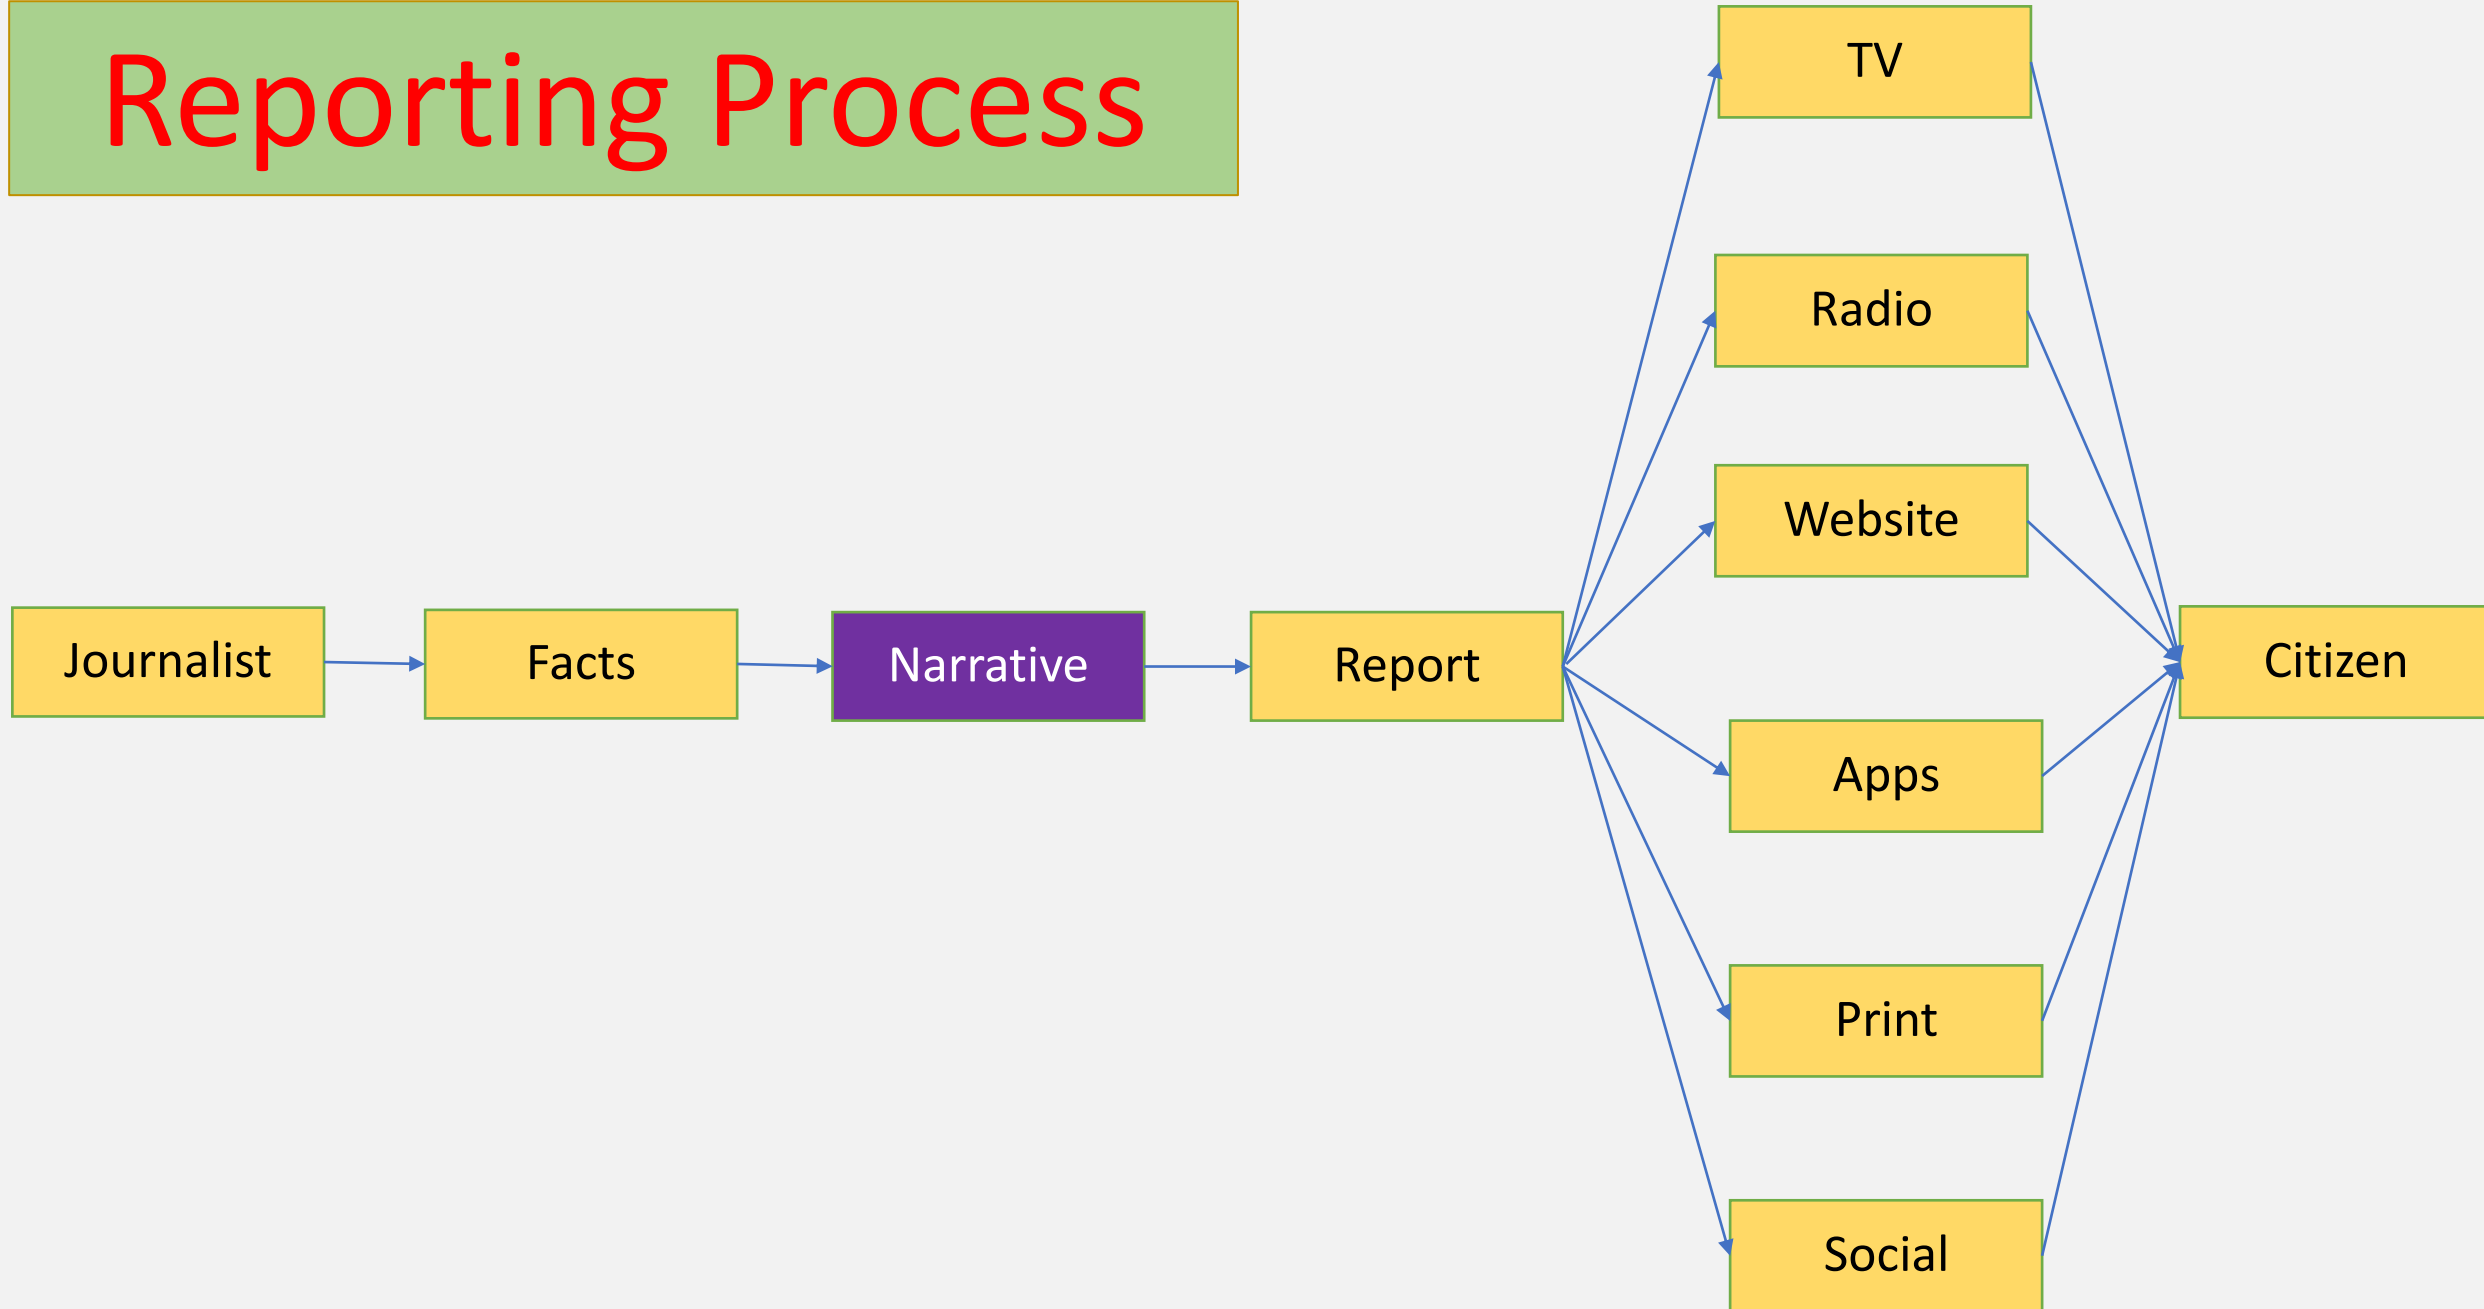 Reporting Process
TV
Radio
Website
Journalist
Facts
Narrative
Report
Citizen
Apps
Print
Social